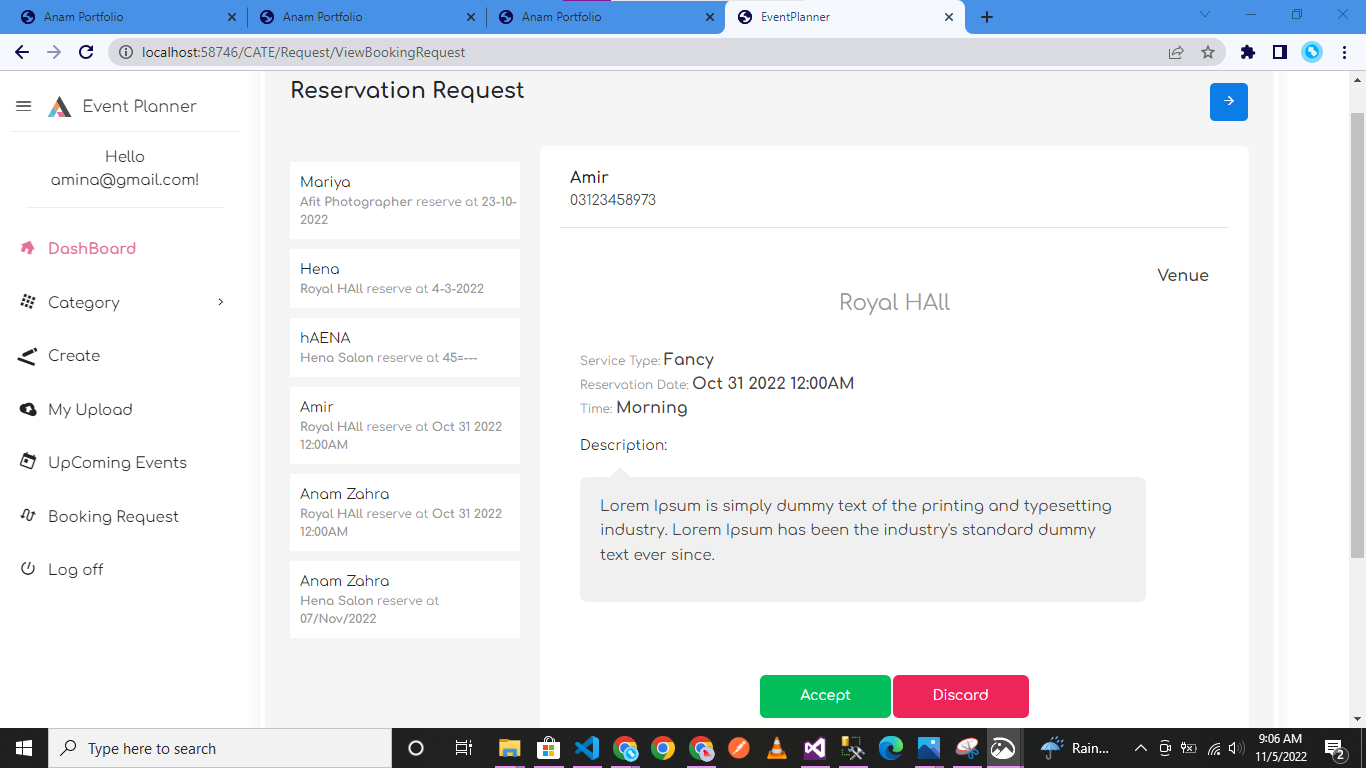 Anam Portfolio
Anam Portfolio
Anam Portfolio
EventPlanner
localhost:58746/CATE/Request/ViewBookingRequest
Event Planner
Hello
amina@gmail.com!
DashBoard
Category
Create
My Upload
UpComing Events
Booking Request
Log off
Reservation Request
Mariya
Afit Photographer reserve at 23-10-
2022
Hena
Royal HAll reserve at 4-3-2022
hAENA
Hena Salon reserve at 45=---
Amir
Royal HAll reserve at Oct 31 2022
12:00AM
Anam Zahra
Royal HAll reserve at Oct 31 2022
12:00AM
Anam Zahra
Hena Salon reserve at
07/Nov/2022
Amir
03123458973
Venue
Royal HAll
Service Type: Fancy
Reservation Date: Oct 31 2022 12:00AM
Time: Morning
Description:
Lorem Ipsum is simply dummy text of the printing and typesetting
industry. Lorem Ipsum has been the industry's standard dummy
text ever since.
Accept
Discard
Type here to search
Rain...
9:06 AM
11/5/2022
2